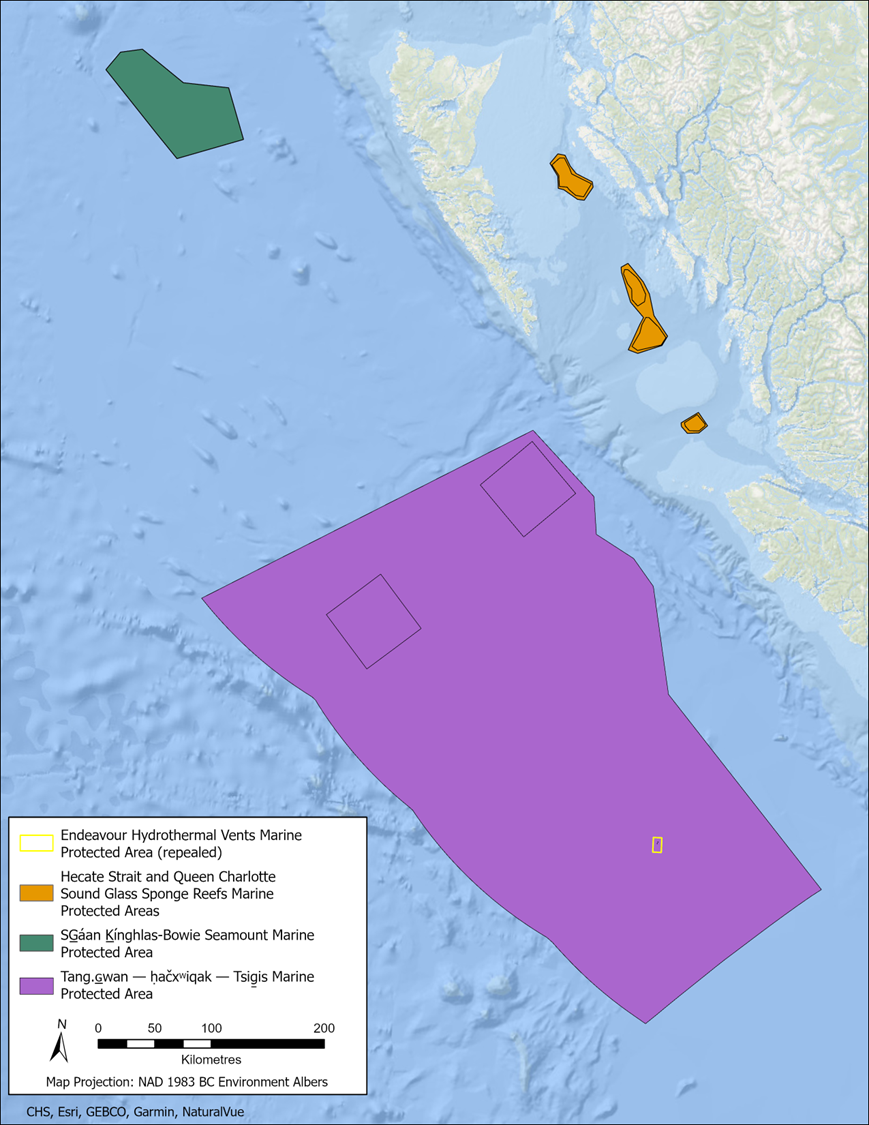 Endeavour Hydrothermal Vents Marine
Protected Area (repealed)
Hecate Strait and Queen Charlotte
Sound Glass Sponge Reefs Marine
Protected Areas
SG̲áan K̲ínghlas-Bowie Seamount Marine
Protected Area
Tang.ɢ̲wan — ḥačxʷiqak — Tsig̲is Marine
Protected Area
N
0 50 100 200
Kilometres
Map Projection: NAD 1983 BC Environment Albers
CHS, Esri, GEBCO, Garmin, NaturalVue